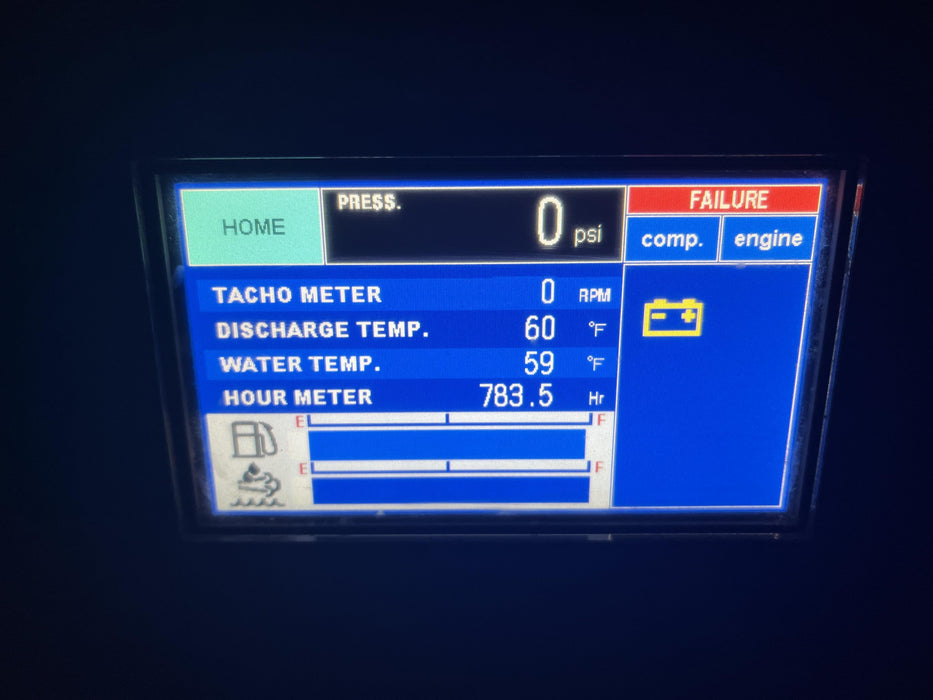 HOME
PRESS. 0 psi
FAILURE
comp. engine
TACHO METER 0 RPM
DISCHARGE TEMP. 60 °F
WATER TEMP. 59 °F
HOUR METER 783.5 Hr
E F
E F
- +